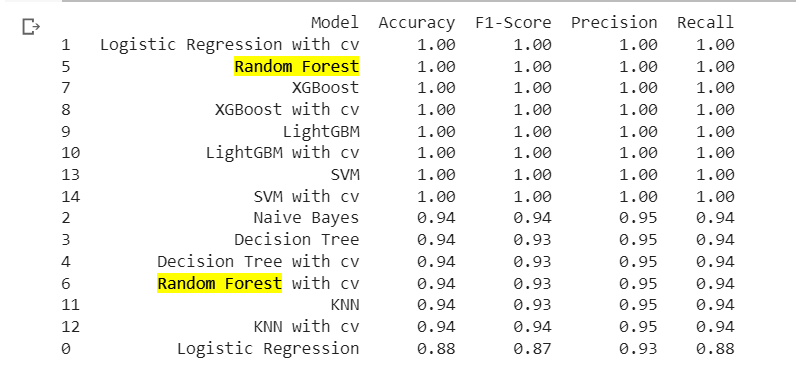 Model Accuracy F1-Score Precision Recall
1 Logistic Regression with cv 1.00 1.00 1.00 1.00
5 Random Forest 1.00 1.00 1.00 1.00
7 XGBoost 1.00 1.00 1.00 1.00
8 XGBoost with cv 1.00 1.00 1.00 1.00
9 LightGBM 1.00 1.00 1.00 1.00
10 LightGBM with cv 1.00 1.00 1.00 1.00
13 SVM 1.00 1.00 1.00 1.00
14 SVM with cv 1.00 1.00 1.00 1.00
2 Naive Bayes 0.94 0.94 0.95 0.94
3 Decision Tree 0.94 0.93 0.95 0.94
4 Decision Tree with cv 0.94 0.93 0.95 0.94
6 Random Forest with cv 0.94 0.93 0.95 0.94
11 KNN 0.94 0.93 0.95 0.94
12 KNN with cv 0.94 0.94 0.95 0.94
0 Logistic Regression 0.88 0.87 0.93 0.88